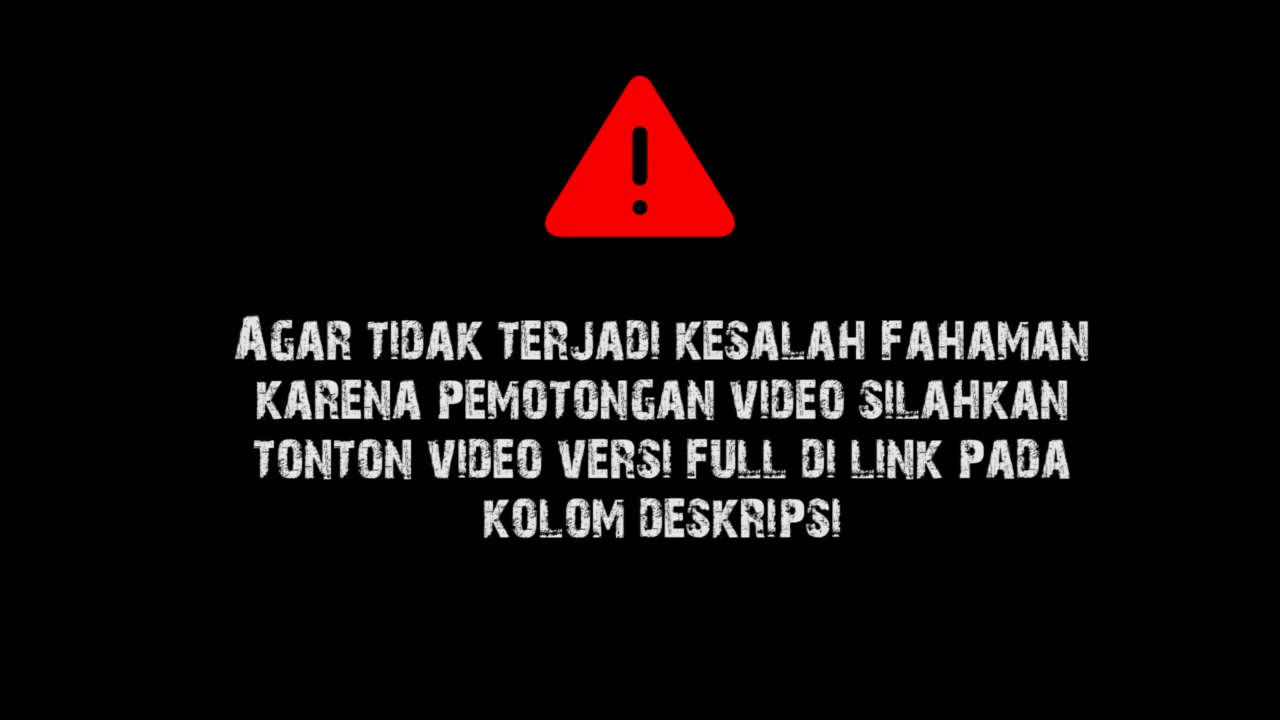 Agar tidak terjadi kesalah fahaman
karena pemotongan video silahkan
tonton video versi full di link pada
kolom deskripsi